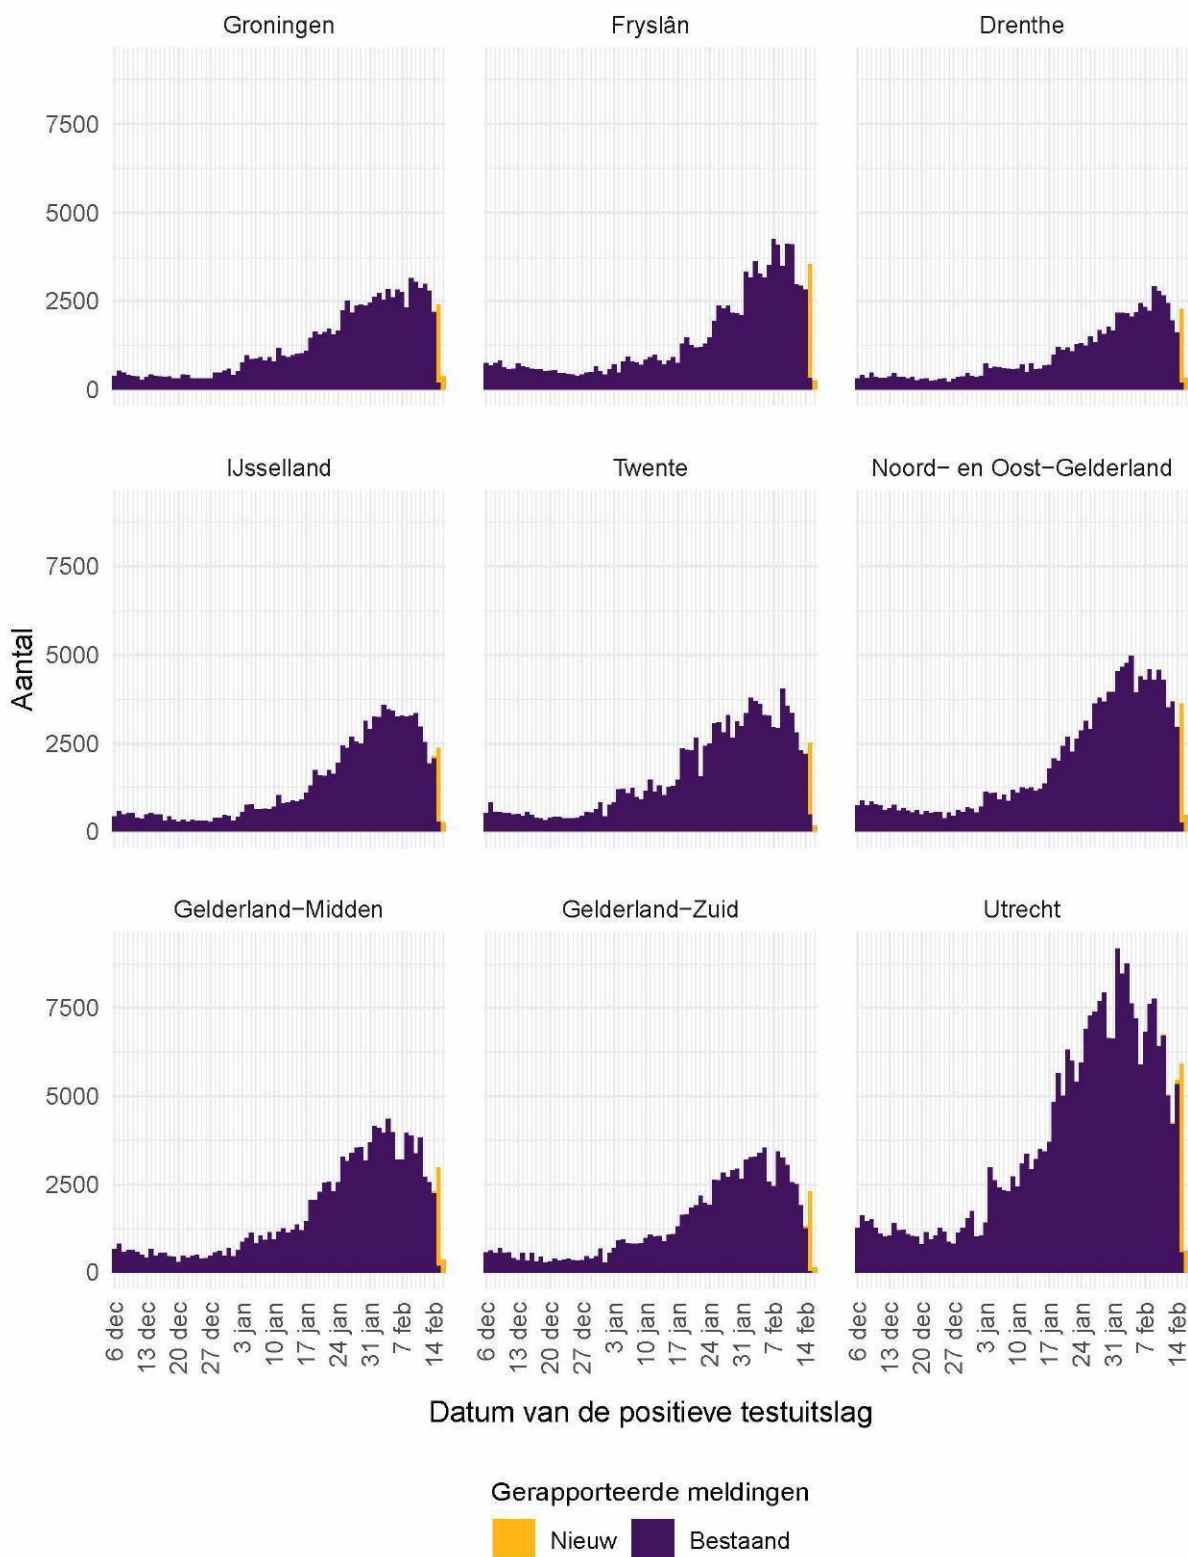 Groningen
Fryslân
Drenthe
7500
5000
2500
0
IJsselland
Twente
Noord- en Oost-Gelderland
7500
5000
2500
0
Aantal
Gelderland-Midden
Gelderland-Zuid
Utrecht
7500
5000
2500
0
6 dec
13 dec
20 dec
27 dec
3 jan
10 jan
17 jan
24 jan
31 jan
7 feb
14 feb
6 dec
13 dec
20 dec
27 dec
3 jan
10 jan
17 jan
24 jan
31 jan
7 feb
14 feb
6 dec
13 dec
20 dec
27 dec
3 jan
10 jan
17 jan
24 jan
31 jan
7 feb
14 feb
Datum van de positieve testuitslag
Gerapporteerde meldingen
Nieuw Bestaand